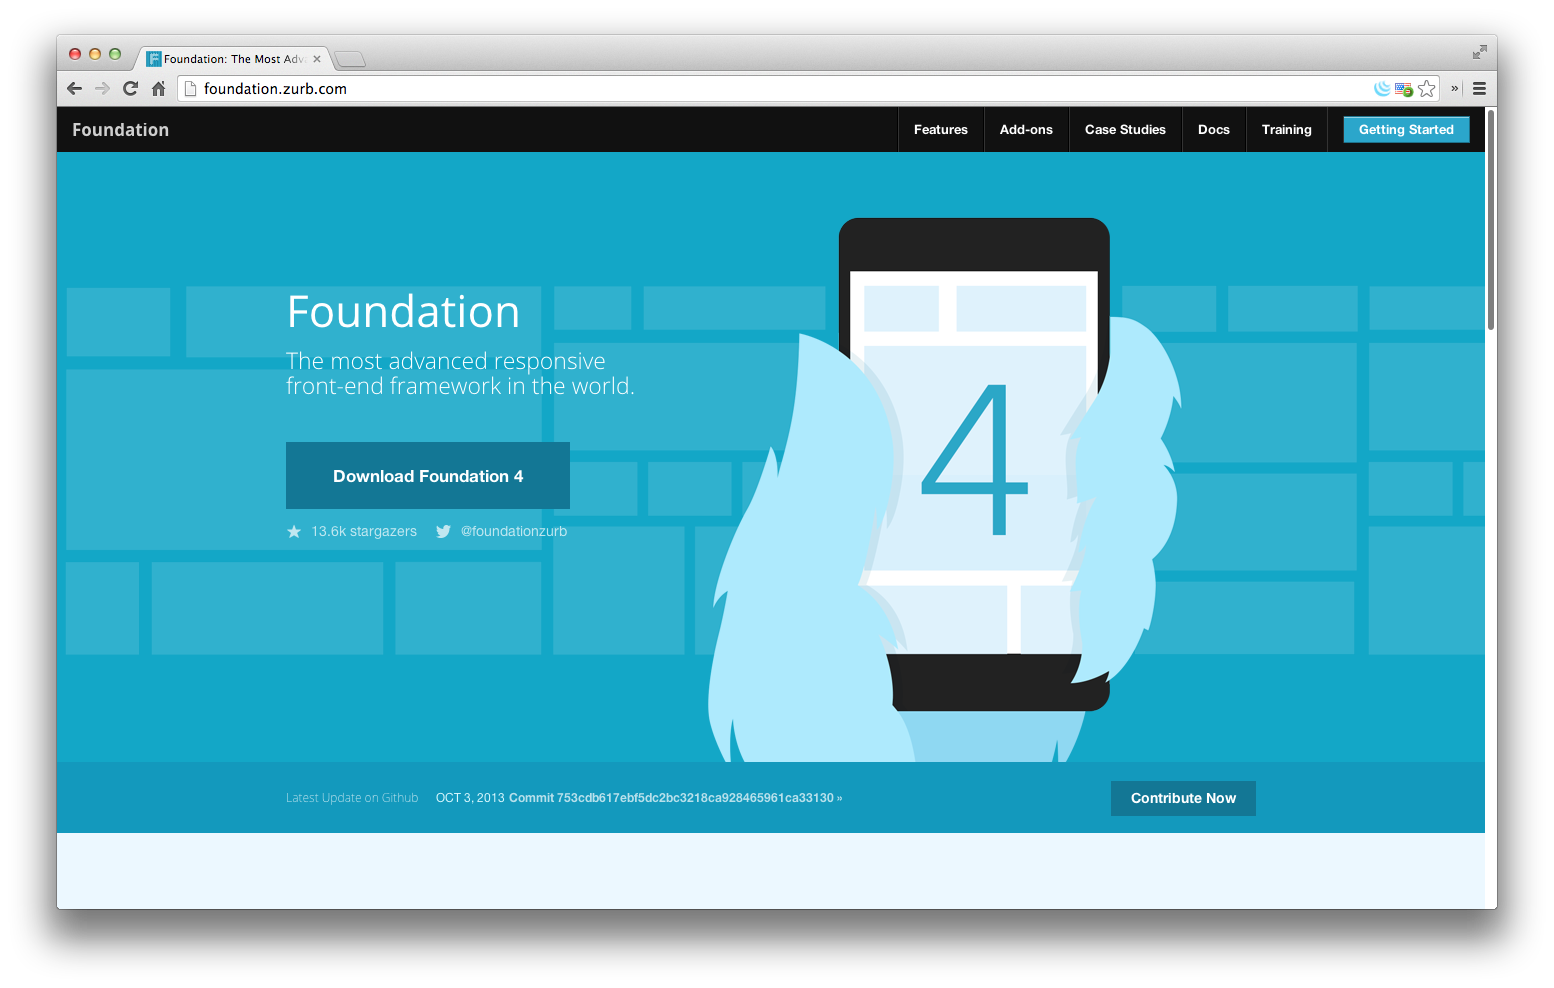 Foundation: The Most Adv
foundation.zurb.com
»
Foundation
Features
Add-ons
Case Studies
Docs
Training
Getting Started
Foundation
The most advanced responsive
front-end framework in the world.
Download Foundation 4
13.6k stargazers
@foundationzurb
4
Latest Update on Github
OCT 3, 2013 Commit 753cdb617ebf5dc2bc3218ca928465961ca33130 »
Contribute Now